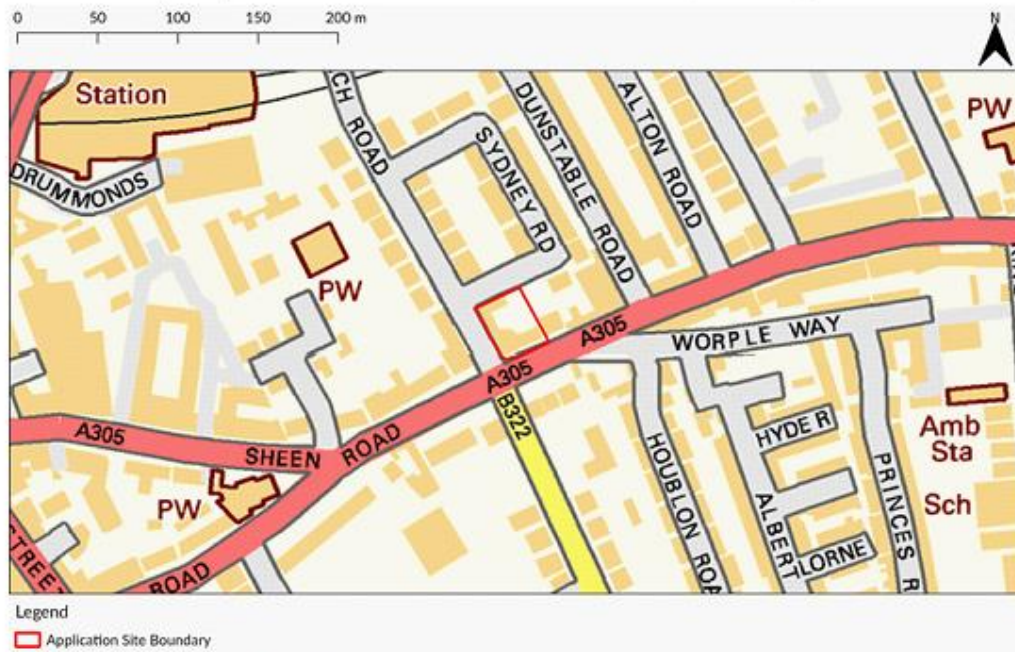 0 50 100 150 200 m
N
Station
DRUMMONDS
CH ROAD
SYDNEY RD
DUNSTABLE ROAD
ALTON ROAD
PW
PW
A305
WORPLE WAY
A305
B322
A305
SHEEN ROAD
PW
HYDE R
HOUBLON ROA
ALBERT
LORNE
PRINCES R
Amb
Sta
Sch
STREET
ROAD
Legend
Application Site Boundary